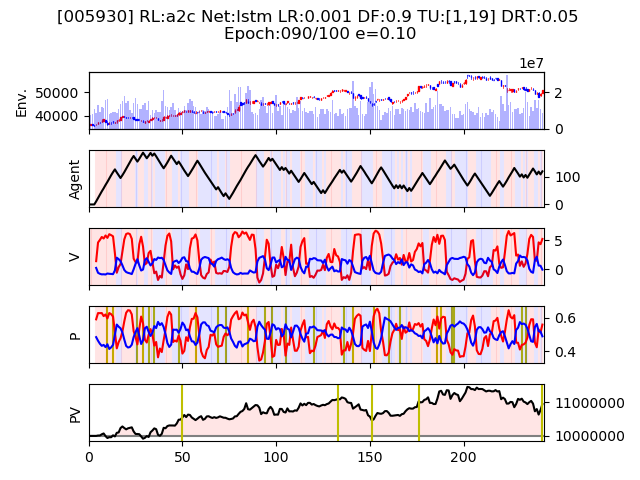 [005930] RL:a2c Net:lstm LR:0.001 DF:0.9 TU:[1,19] DRT:0.05
Epoch:090/100 e=0.10
1e7
Env.
50000
40000
2
0
Agent
100
0
V
5
0
P
0.6
0.4
PV
11000000
10000000
0
50
100
150
200